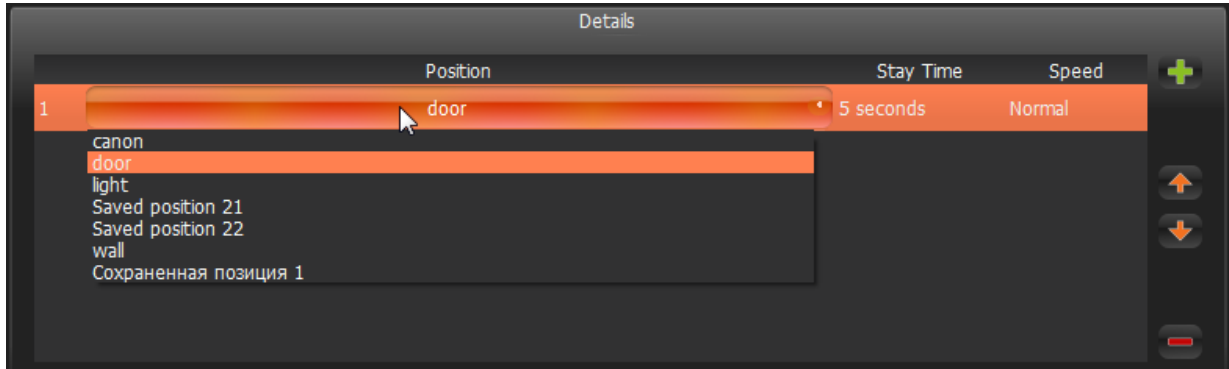 Details
Position Stay Time Speed
1 door 5 seconds Normal
canon
door
light
Saved position 21
Saved position 22
wall
Сохраненная позиция 1